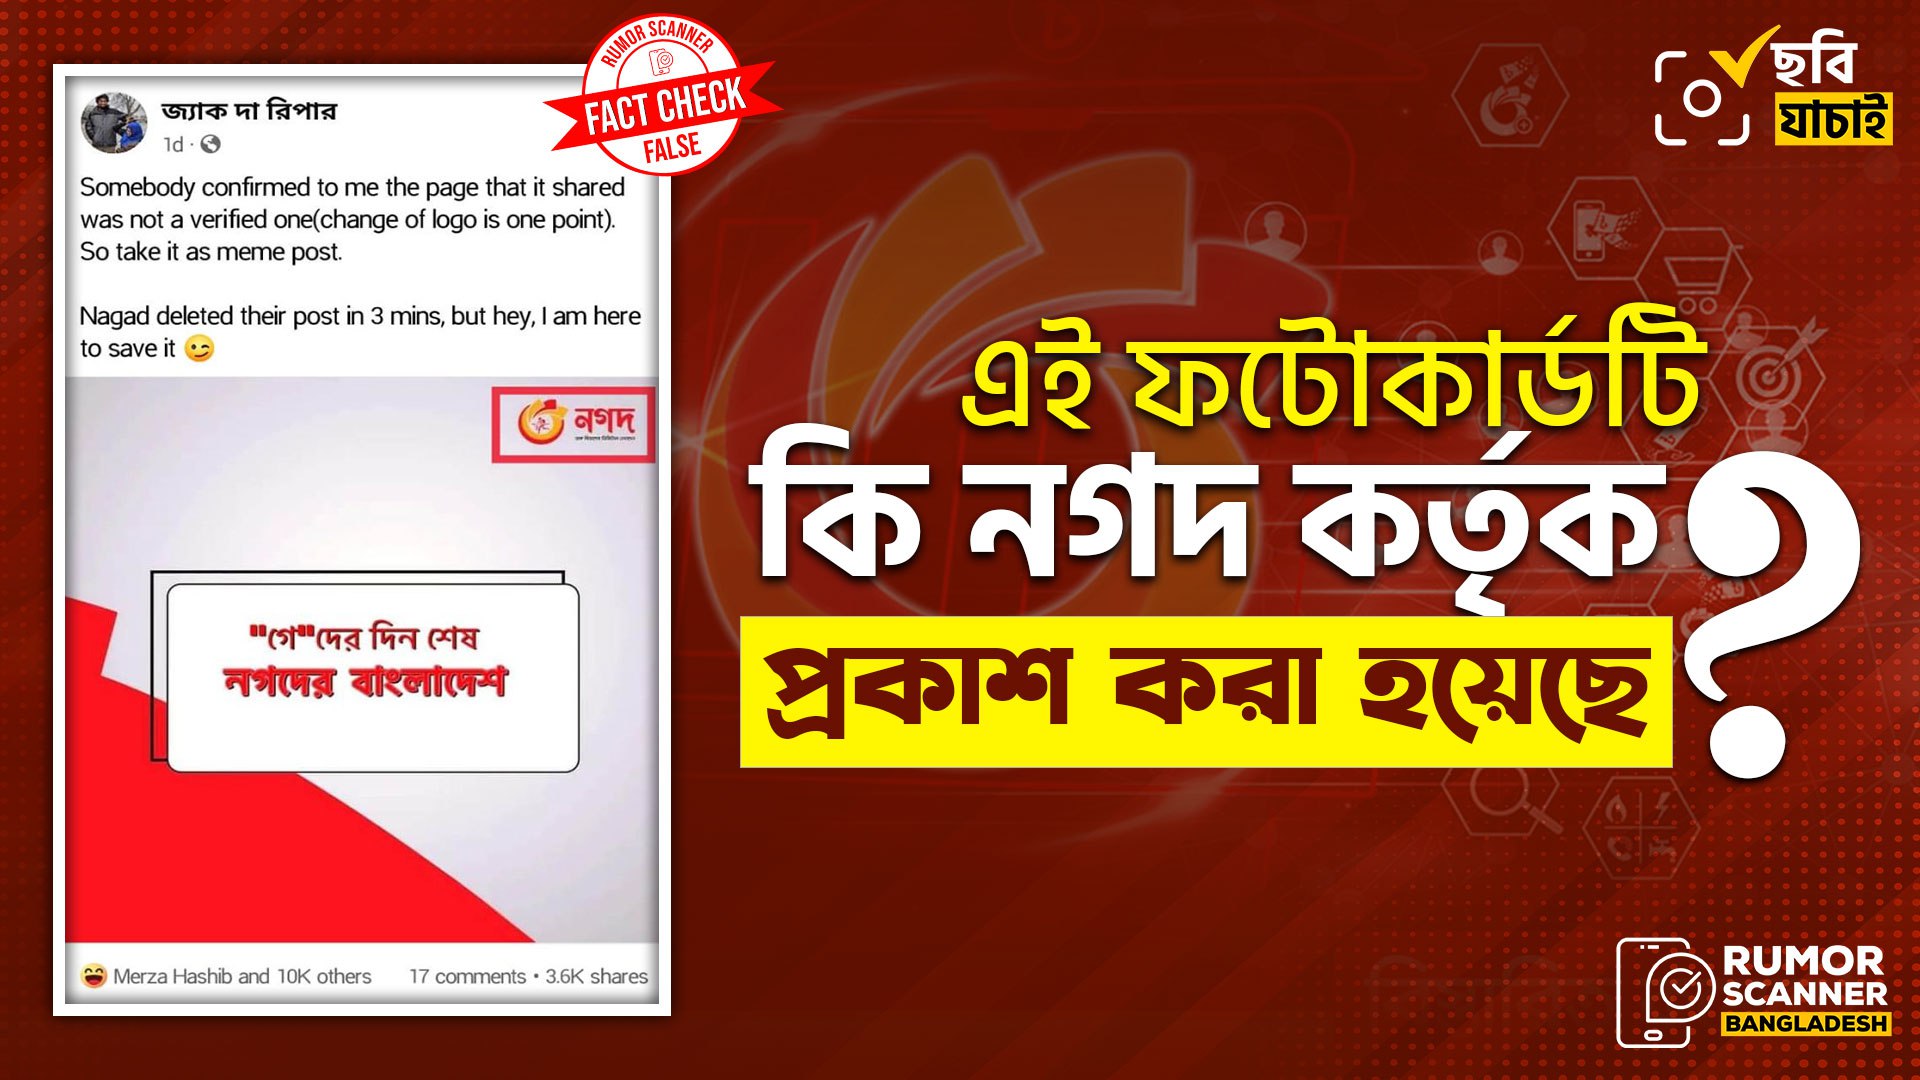 জ্যাক দা রিপার
1d ·
Somebody confirmed to me the page that it shared
was not a verified one(change of logo is one point).
So take it as meme post.
Nagad deleted their post in 3 mins, but hey, I am here
to save it 😉
নগদ
"গে"দের দিন শেষ
নগদের বাংলাদেশ
Merza Hashib and 10K others 17 comments • 3.6K shares
RUMOR SCANNER
FACT CHECK
FALSE
ছবি
যাচাই
এই ফটোকার্ডটি
কি নগদ কর্তৃক
প্রকাশ করা হয়েছে?
RUMOR
SCANNER
BANGLADESH